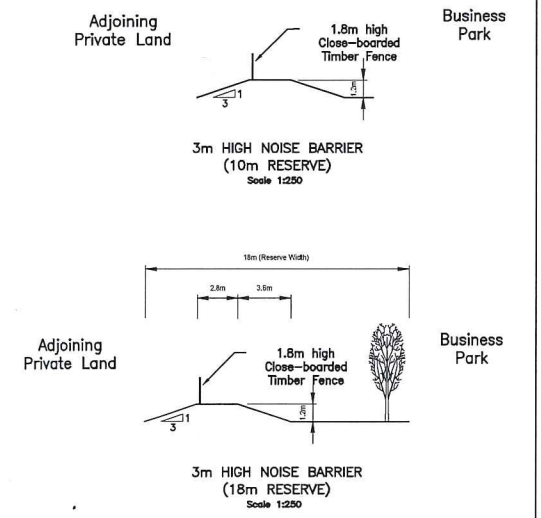 Adjoining
Private Land
1.8m high
Close-boarded
Timber Fence
Business
Park
1.2m
3
1
3m HIGH NOISE BARRIER
(10m RESERVE)
Scale 1:250
18m (Reserve Width)
2.8m
3.6m
Adjoining
Private Land
1.8m high
Close-boarded
Timber Fence
Business
Park
1.2m
3
1
3m HIGH NOISE BARRIER
(18m RESERVE)
Scale 1:250